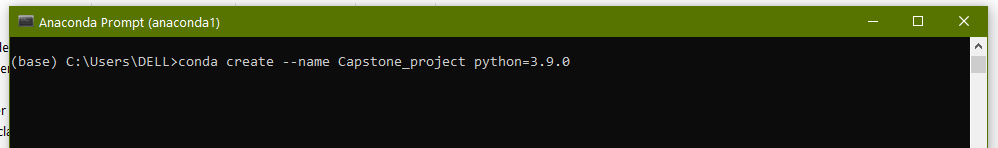 Anaconda Prompt (anaconda1)
(base) C:\Users\DELL>conda create --name Capstone_project python=3.9.0